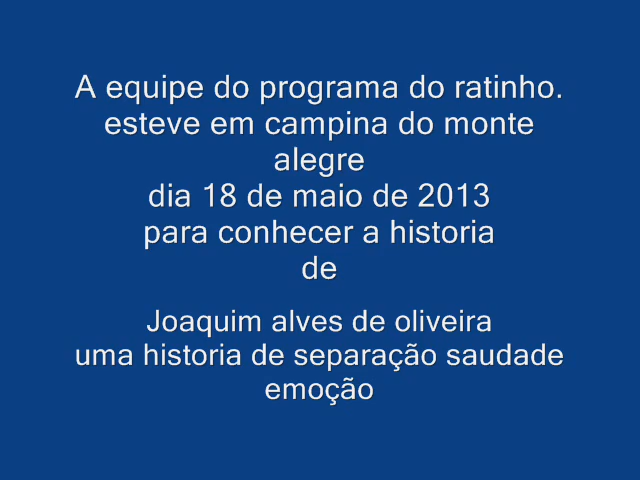 A equipe do programa do ratinho.
esteve em campina do monte
alegre
dia 18 de maio de 2013
para conhecer a historia
de
Joaquim alves de oliveira
uma historia de separação saudade
emoção